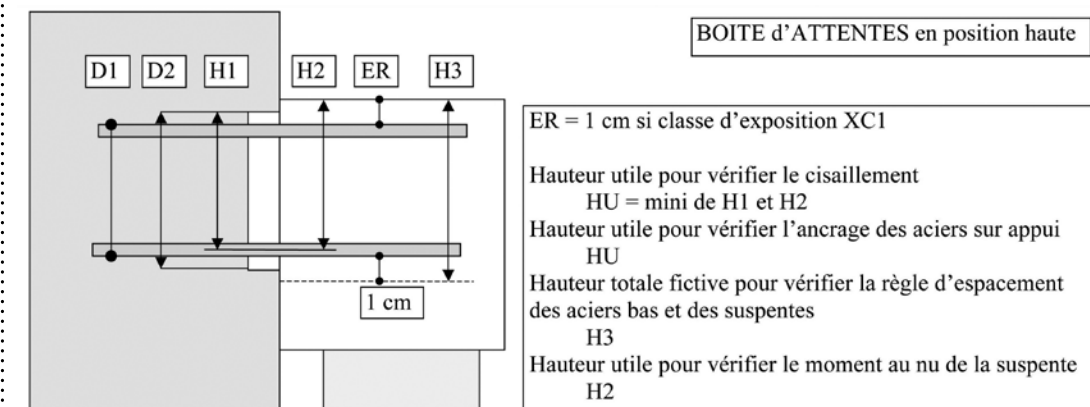 BOITE d'ATTENTES en position haute
D1 D2 H1 H2 ER H3
1 cm
ER = 1 cm si classe d'exposition XC1
Hauteur utile pour vérifier le cisaillement
HU = mini de H1 et H2
Hauteur utile pour vérifier l'ancrage des aciers sur appui
HU
Hauteur totale fictive pour vérifier la règle d'espacement
des aciers bas et des suspentes
H3
Hauteur utile pour vérifier le moment au nu de la suspente
H2